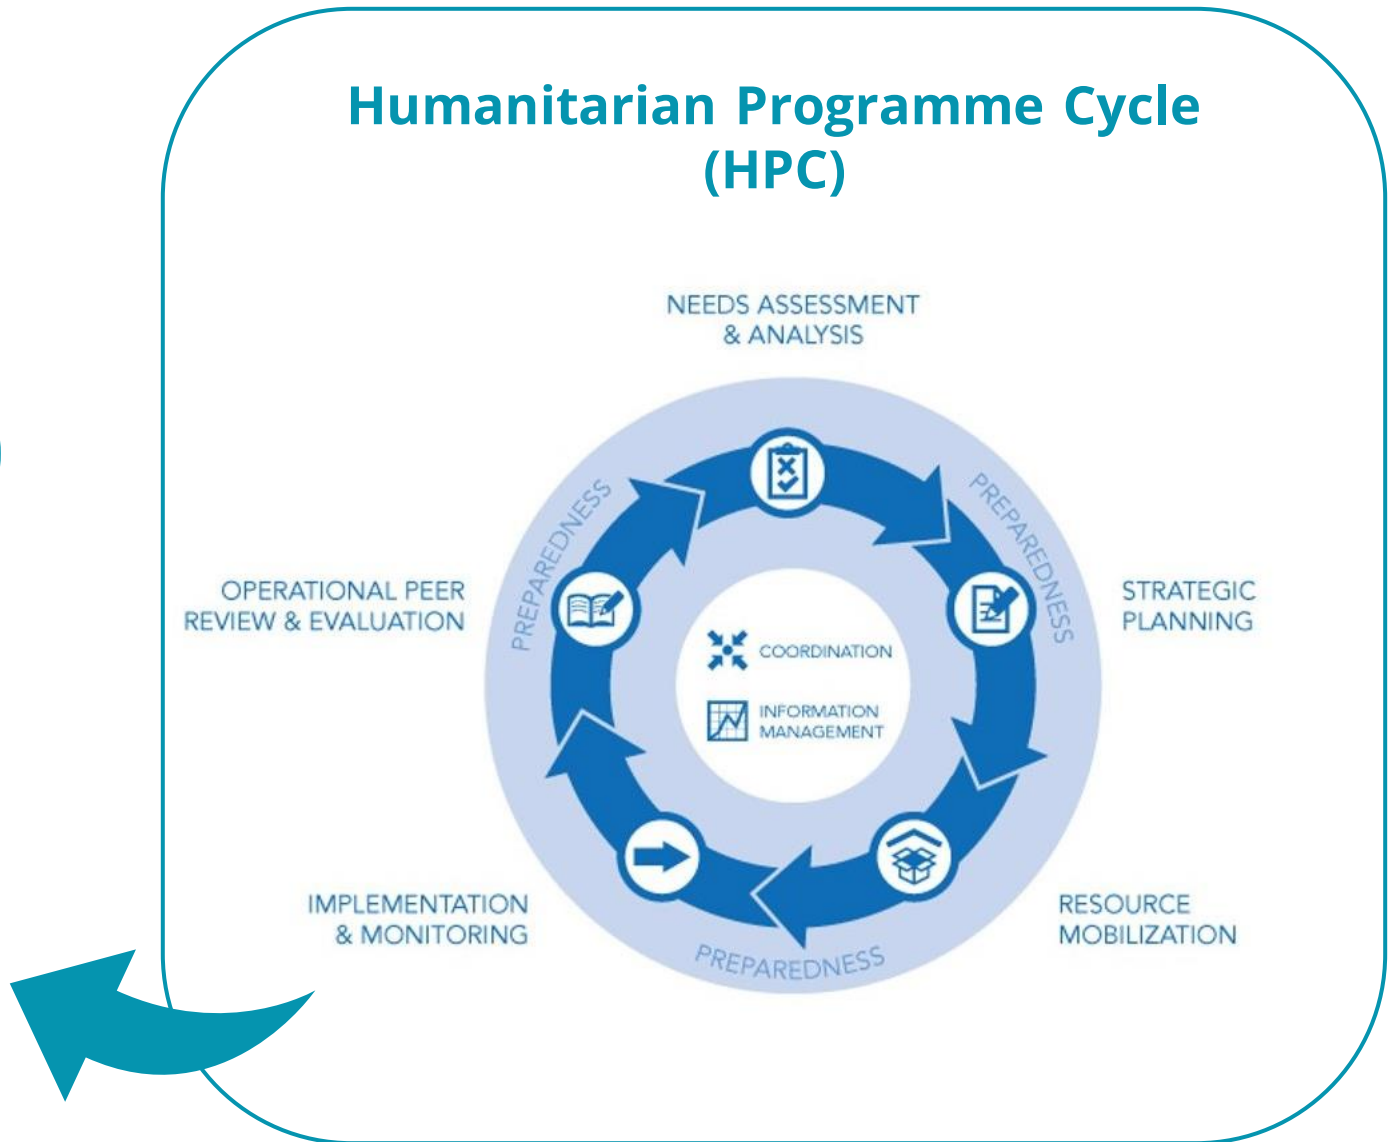 Humanitarian Programme Cycle
(HPC)
NEEDS ASSESSMENT
& ANALYSIS
PREPAREDNESS
PREPAREDNESS
OPERATIONAL PEER
REVIEW & EVALUATION
STRATEGIC
PLANNING
COORDINATION
INFORMATION
MANAGEMENT
IMPLEMENTATION
& MONITORING
RESOURCE
MOBILIZATION
PREPAREDNESS